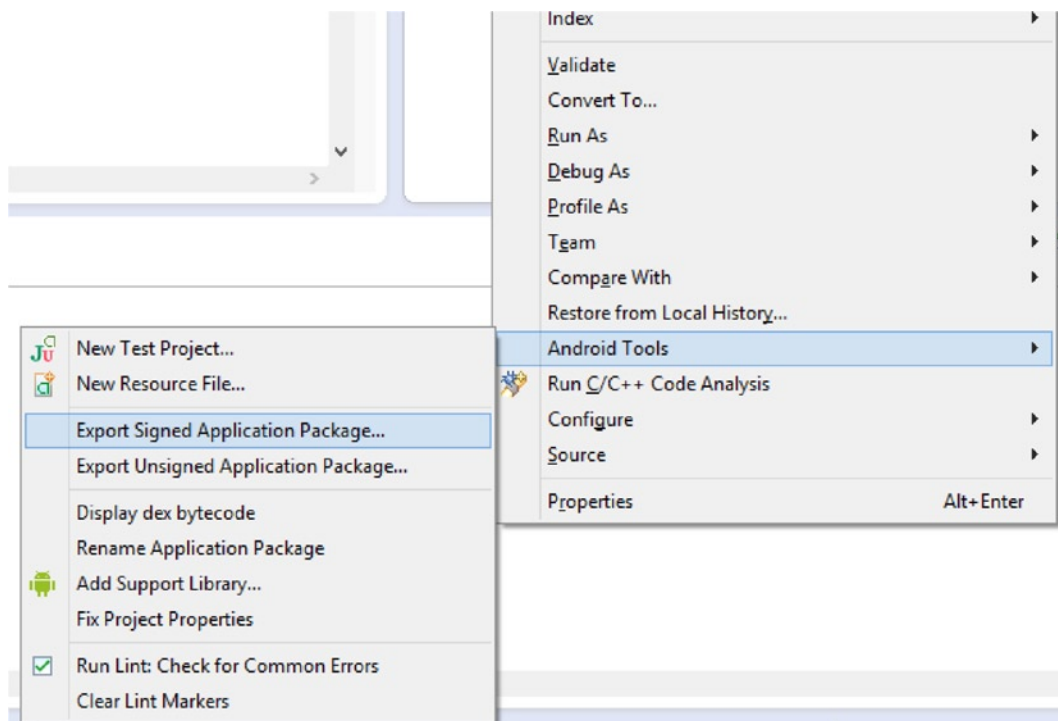 Index
Validate
Convert To...
Run As
Debug As
Profile As
Team
Compare With
Restore from Local History...
Android Tools
Run C/C++ Code Analysis
Configure
Source
Properties Alt+Enter
New Test Project...
New Resource File...
Export Signed Application Package...
Export Unsigned Application Package...
Display dex bytecode
Rename Application Package
Add Support Library...
Fix Project Properties
Run Lint: Check for Common Errors
Clear Lint Markers